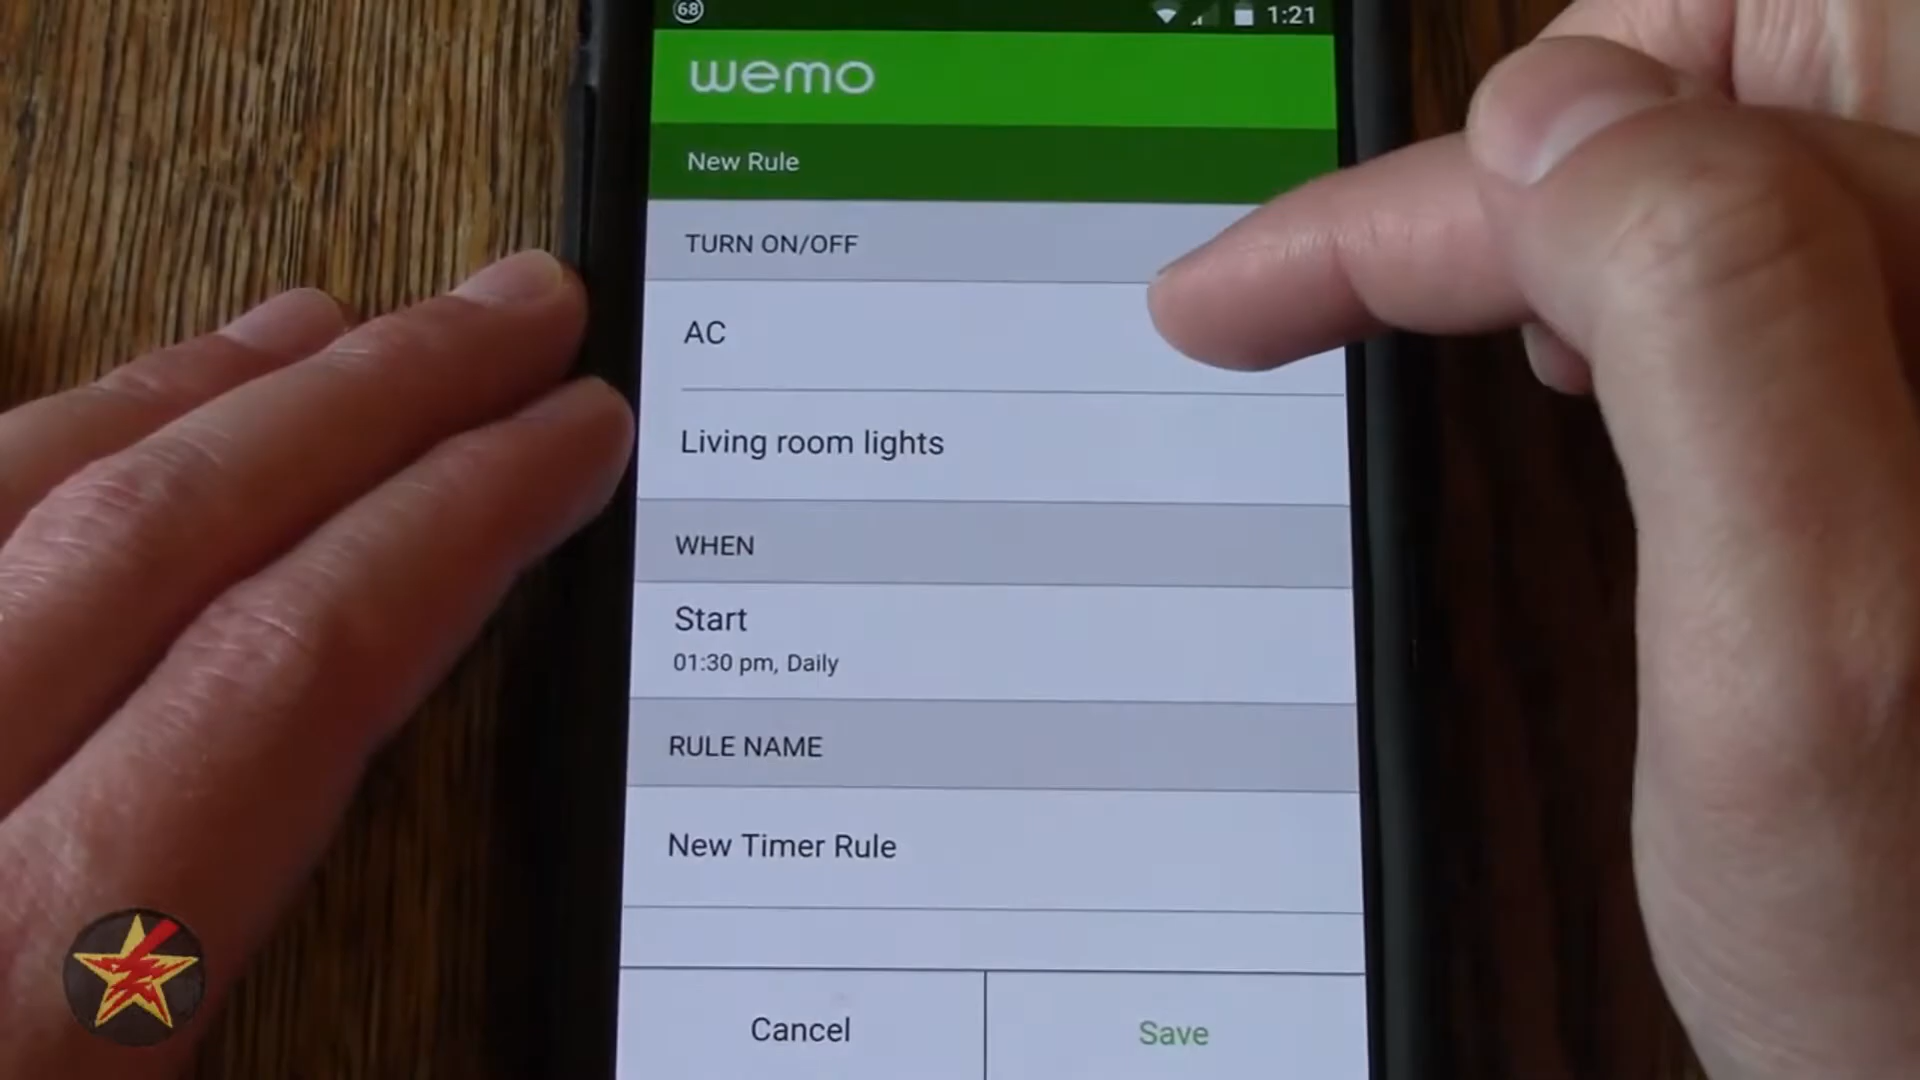 68 1:21
wemo
New Rule
TURN ON/OFF
AC
Living room lights
WHEN
Start
01:30 pm, Daily
RULE NAME
New Timer Rule
Cancel Save